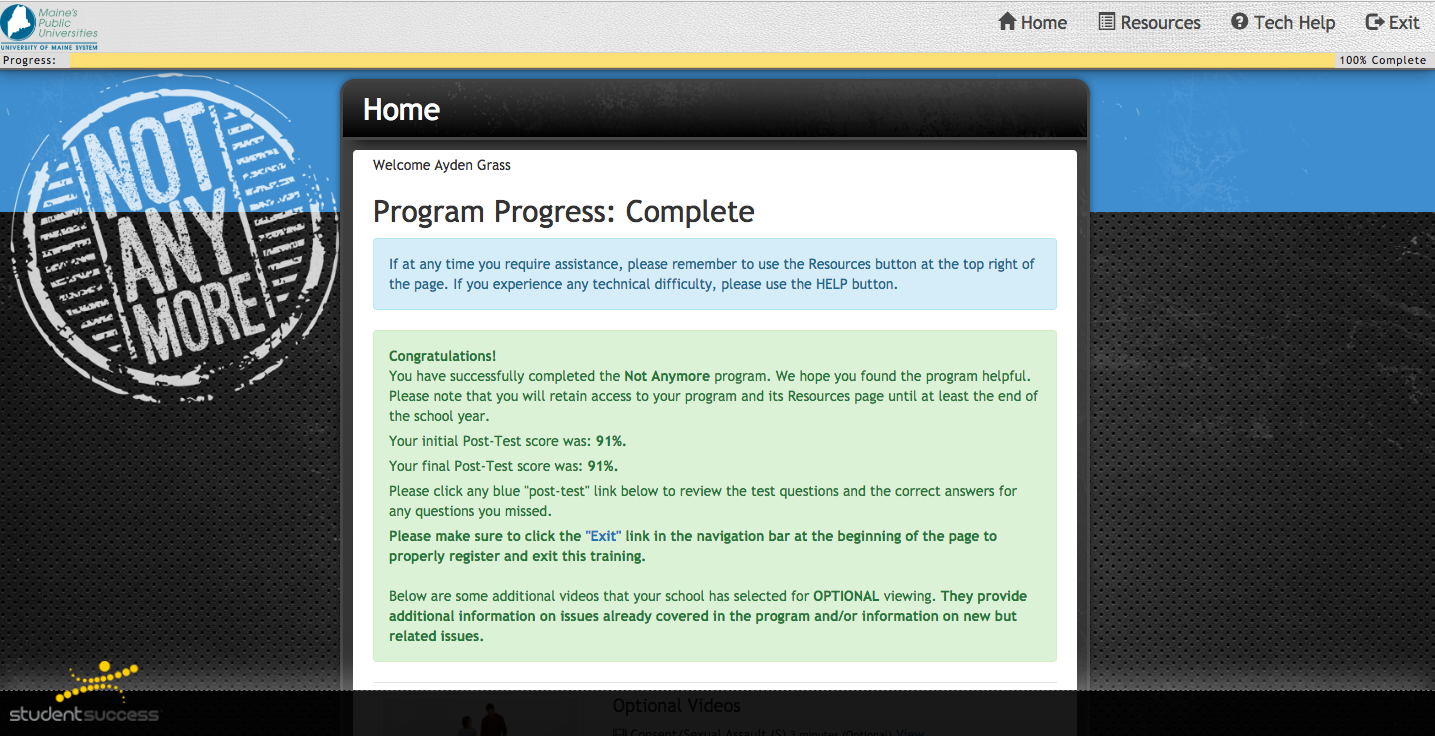 Maine's
Public
Universities
UNIVERSITY OF MAINE SYSTEM
Home
Resources
Tech Help
Exit
Progress:
100% Complete
NOT
ANY
MORE
Home
Welcome Ayden Grass
Program Progress: Complete
If at any time you require assistance, please remember to use the Resources button at the top right of
the page. If you experience any technical difficulty, please use the HELP button.
Congratulations!
You have successfully completed the Not Anymore program. We hope you found the program helpful.
Please note that you will retain access to your program and its Resources page until at least the end of
the school year.
Your initial Post-Test score was: 91%.
Your final Post-Test score was: 91%.
Please click any blue "post-test" link below to review the test questions and the correct answers for
any questions you missed.
Please make sure to click the "Exit" link in the navigation bar at the beginning of the page to
properly register and exit this training.
Below are some additional videos that your school has selected for OPTIONAL viewing. They provide
additional information on issues already covered in the program and/or information on new but
related issues.
studentsuccess
Optional Videos
Consent (Sexual Assault /S) 3 minutes (Optional) View